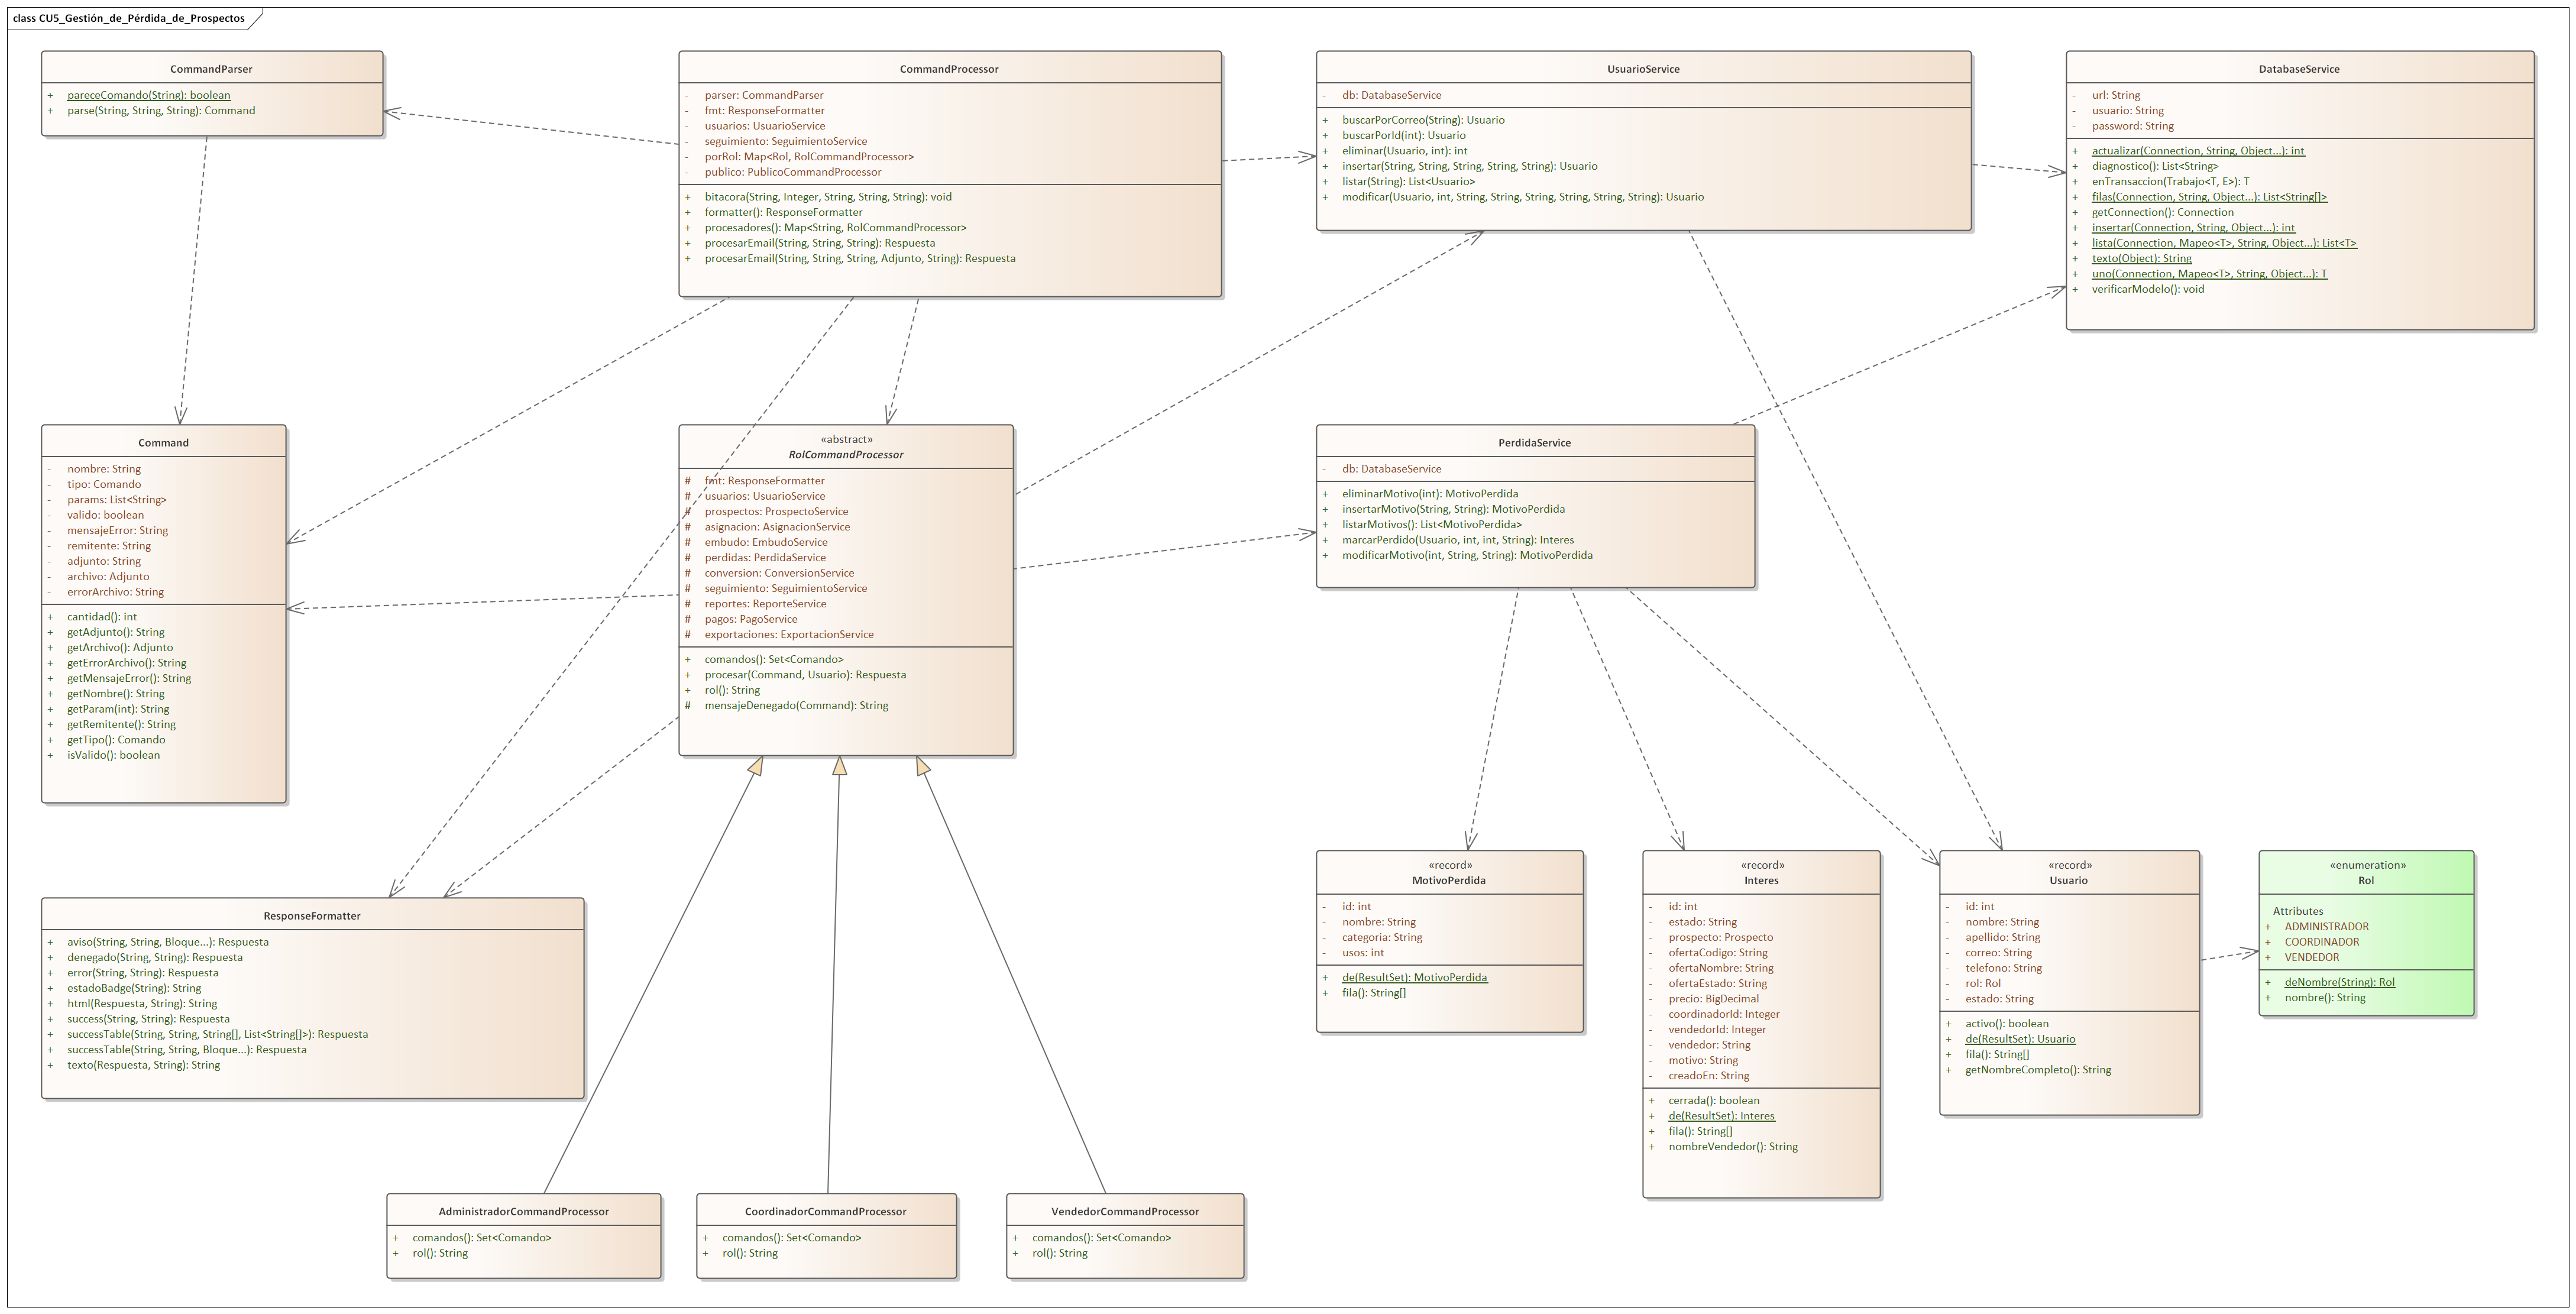 class CU5_Gestión_de_Pérdida_de_Prospectos
CommandParser
+ pareceComando(String): boolean
+ parse(String, String, String): Command
CommandProcessor
- parser: CommandParser
- fmt: ResponseFormatter
- usuarios: UsuarioService
- seguimiento: SeguimientoService
- porRol: Map<Rol, RolCommandProcessor>
- publico: PublicoCommandProcessor
+ bitacora(String, Integer, String, String, String): void
+ formatter(): ResponseFormatter
+ procesadores(): Map<String, RolCommandProcessor>
+ procesarEmail(String, String, String): Respuesta
+ procesarEmail(String, String, String, Adjunto, String): Respuesta
UsuarioService
- db: DatabaseService
+ buscarPorCorreo(String): Usuario
+ buscarPorId(int): Usuario
+ eliminar(Usuario, int): int
+ insertar(String, String, String, String, String): Usuario
+ listar(String): List<Usuario>
+ modificar(Usuario, int, String, String, String, String, String, String): Usuario
DatabaseService
- url: String
- usuario: String
- password: String
+ actualizar(Connection, String, Object...): int
+ diagnostico(): List<String>
+ enTransaccion(Trabajo<T, E>): T
+ filas(Connection, String, Object...): List<String[]>
+ getConnection(): Connection
+ insertar(Connection, String, Object...): int
+ lista(Connection, Mapeo<T>, String, Object...): List<T>
+ texto(Object): String
+ uno(Connection, Mapeo<T>, String, Object...): T
+ verificarModelo(): void
Command
- nombre: String
- tipo: Comando
- params: List<String>
- valido: boolean
- mensajeError: String
- remitente: String
- adjunto: String
- archivo: Adjunto
- errorArchivo: String
+ cantidad(): int
+ getAdjunto(): String
+ getArchivo(): Adjunto
+ getErrorArchivo(): String
+ getMensajeError(): String
+ getNombre(): String
+ getParam(int): String
+ getRemitente(): String
+ getTipo(): Comando
+ isValido(): boolean
«abstract»
RolCommandProcessor
# fmt: ResponseFormatter
# usuarios: UsuarioService
# prospectos: ProspectoService
# asignacion: AsignacionService
# embudo: EmbudoService
# perdidas: PerdidaService
# conversion: ConversionService
# seguimiento: SeguimientoService
# reportes: ReporteService
# pagos: PagoService
# exportaciones: ExportacionService
+ comandos(): Set<Comando>
+ procesar(Command, Usuario): Respuesta
+ rol(): String
# mensajeDenegado(Command): String
PerdidaService
- db: DatabaseService
+ eliminarMotivo(int): MotivoPerdida
+ insertarMotivo(String, String): MotivoPerdida
+ listarMotivos(): List<MotivoPerdida>
+ marcarPerdido(Usuario, int, int, String): Interes
+ modificarMotivo(int, String, String): MotivoPerdida
ResponseFormatter
+ aviso(String, String, Bloque...): Respuesta
+ denegado(String, String): Respuesta
+ error(String, String): Respuesta
+ estadoBadge(String): String
+ html(Respuesta, String): String
+ success(String, String): Respuesta
+ successTable(String, String, String[], List<String[]>): Respuesta
+ successTable(String, String, Bloque...): Respuesta
+ texto(Respuesta, String): String
«record»
MotivoPerdida
- id: int
- nombre: String
- categoria: String
- usos: int
+ de(ResultSet): MotivoPerdida
+ fila(): String[]
«record»
Interes
- id: int
- estado: String
- prospecto: Prospecto
- ofertaCodigo: String
- ofertaNombre: String
- ofertaEstado: String
- precio: BigDecimal
- coordinadorId: Integer
- vendedorId: Integer
- vendedor: String
- motivo: String
- creadoEn: String
+ cerrada(): boolean
+ de(ResultSet): Interes
+ fila(): String[]
+ nombreVendedor(): String
«record»
Usuario
- id: int
- nombre: String
- apellido: String
- correo: String
- telefono: String
- rol: Rol
- estado: String
+ activo(): boolean
+ de(ResultSet): Usuario
+ fila(): String[]
+ getNombreCompleto(): String
«enumeration»
Rol
Attributes
+ ADMINISTRADOR
+ COORDINADOR
+ VENDEDOR
+ deNombre(String): Rol
+ nombre(): String
AdministradorCommandProcessor
+ comandos(): Set<Comando>
+ rol(): String
CoordinadorCommandProcessor
+ comandos(): Set<Comando>
+ rol(): String
VendedorCommandProcessor
+ comandos(): Set<Comando>
+ rol(): String